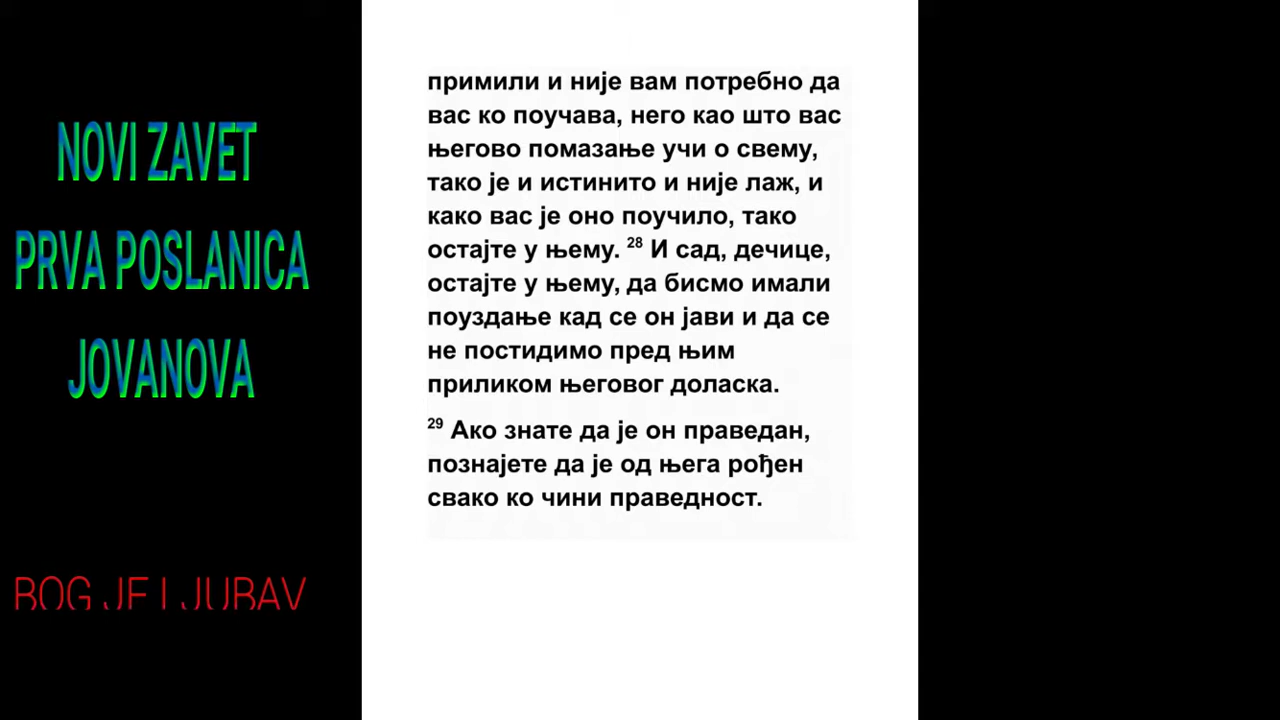 NOVI ZAVET
PRVA POSLANICA
JOVANOVA
BOG JE LJUBAV
примили и није вам потребно да
вас ко поучава, него као што вас
његово помазање учи о свему,
тако је и истинито и није лаж, и
како вас је оно поучило, тако
остајте у њему. 28 И сад, дечице,
остајте у њему, да бисмо имали
поуздање кад се он јави и да се
не постидимо пред њим
приликом његовог доласка.
29 Ако знате да је он праведан,
познајете да је од њега рођен
свако ко чини праведност.